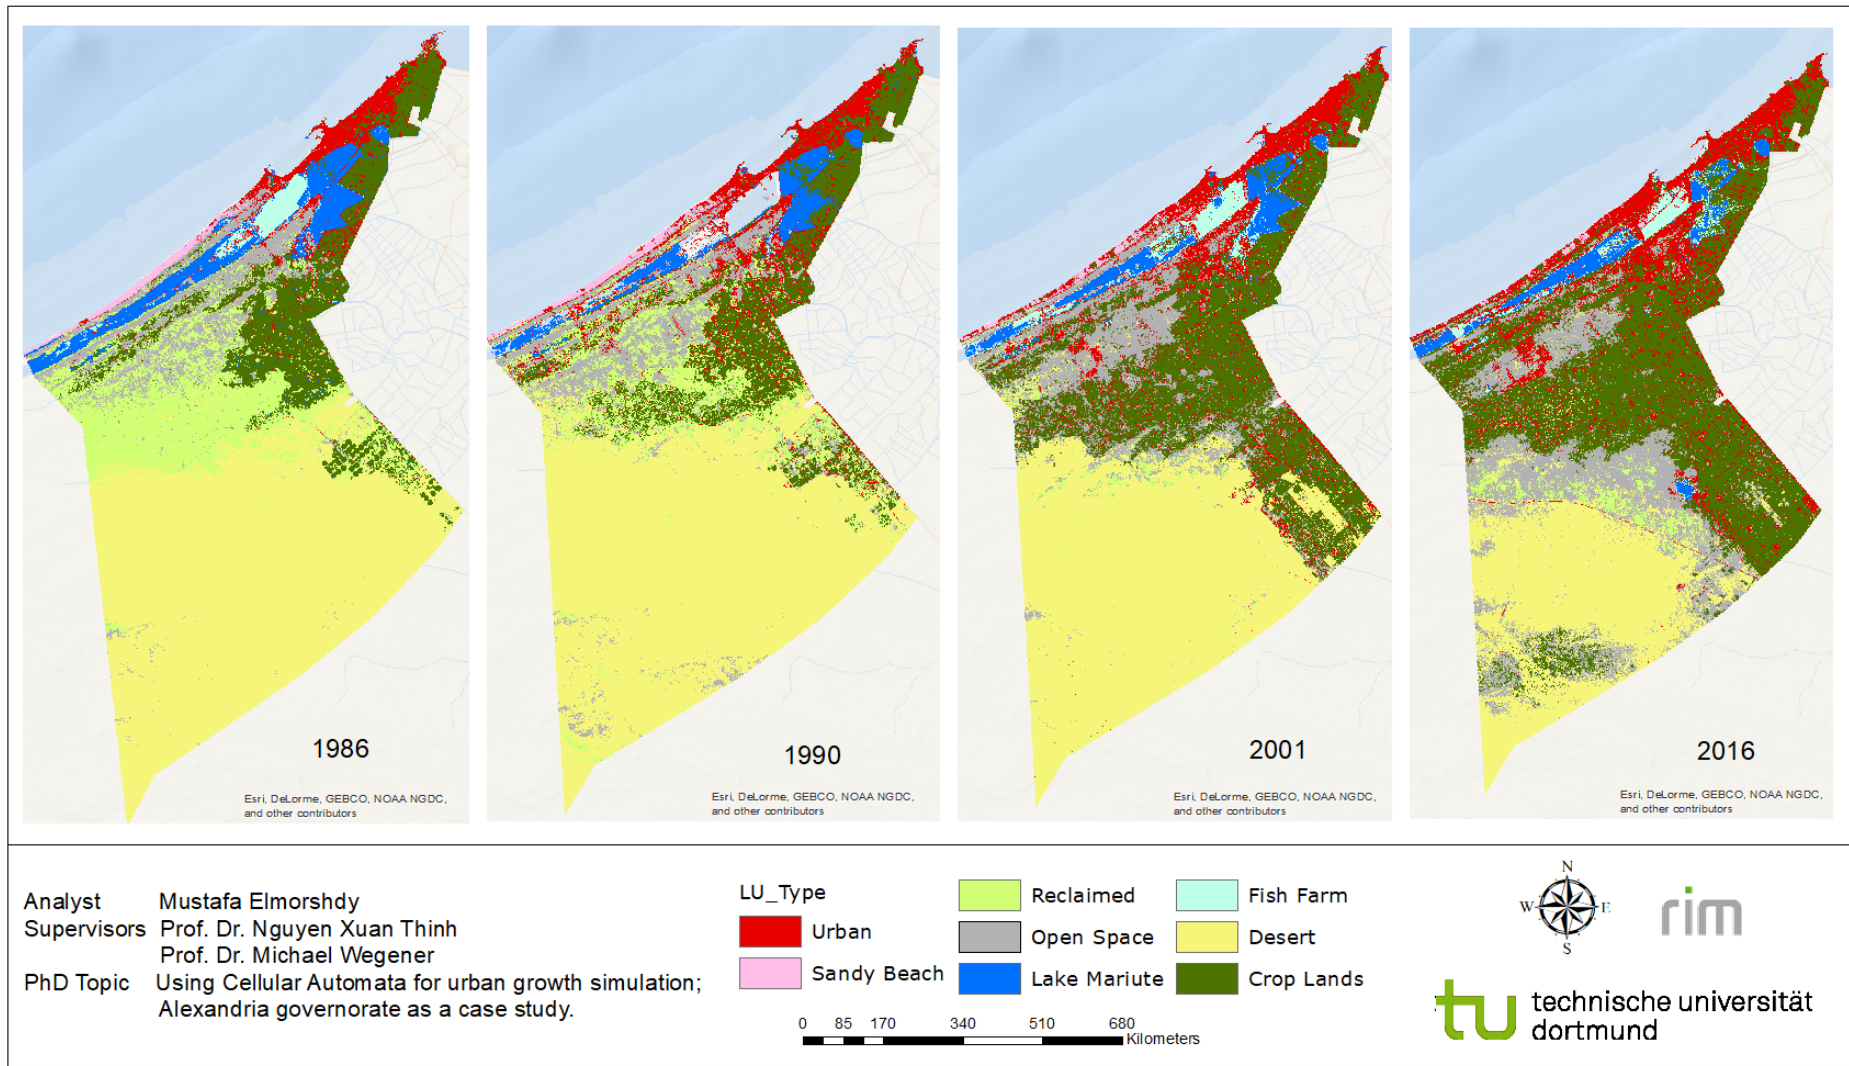 1986
Esri, DeLorme, GEBCO, NOAA NGDC,
and other contributors
1990
Esri, DeLorme, GEBCO, NOAA NGDC,
and other contributors
2001
Esri, DeLorme, GEBCO, NOAA NGDC,
and other contributors
2016
Esri, DeLorme, GEBCO, NOAA NGDC,
and other contributors
Analyst Mustafa Elmorshdy
Supervisors Prof. Dr. Nguyen Xuan Thinh
Prof. Dr. Michael Wegener
PhD Topic Using Cellular Automata for urban growth simulation;
Alexandria governorate as a case study.
LU_Type
Urban
Sandy Beach
Reclaimed
Open Space
Lake Mariute
Fish Farm
Desert
Crop Lands
0 85 170 340 510 680
Kilometers
N
W E
S
rim
tu technische universität
dortmund